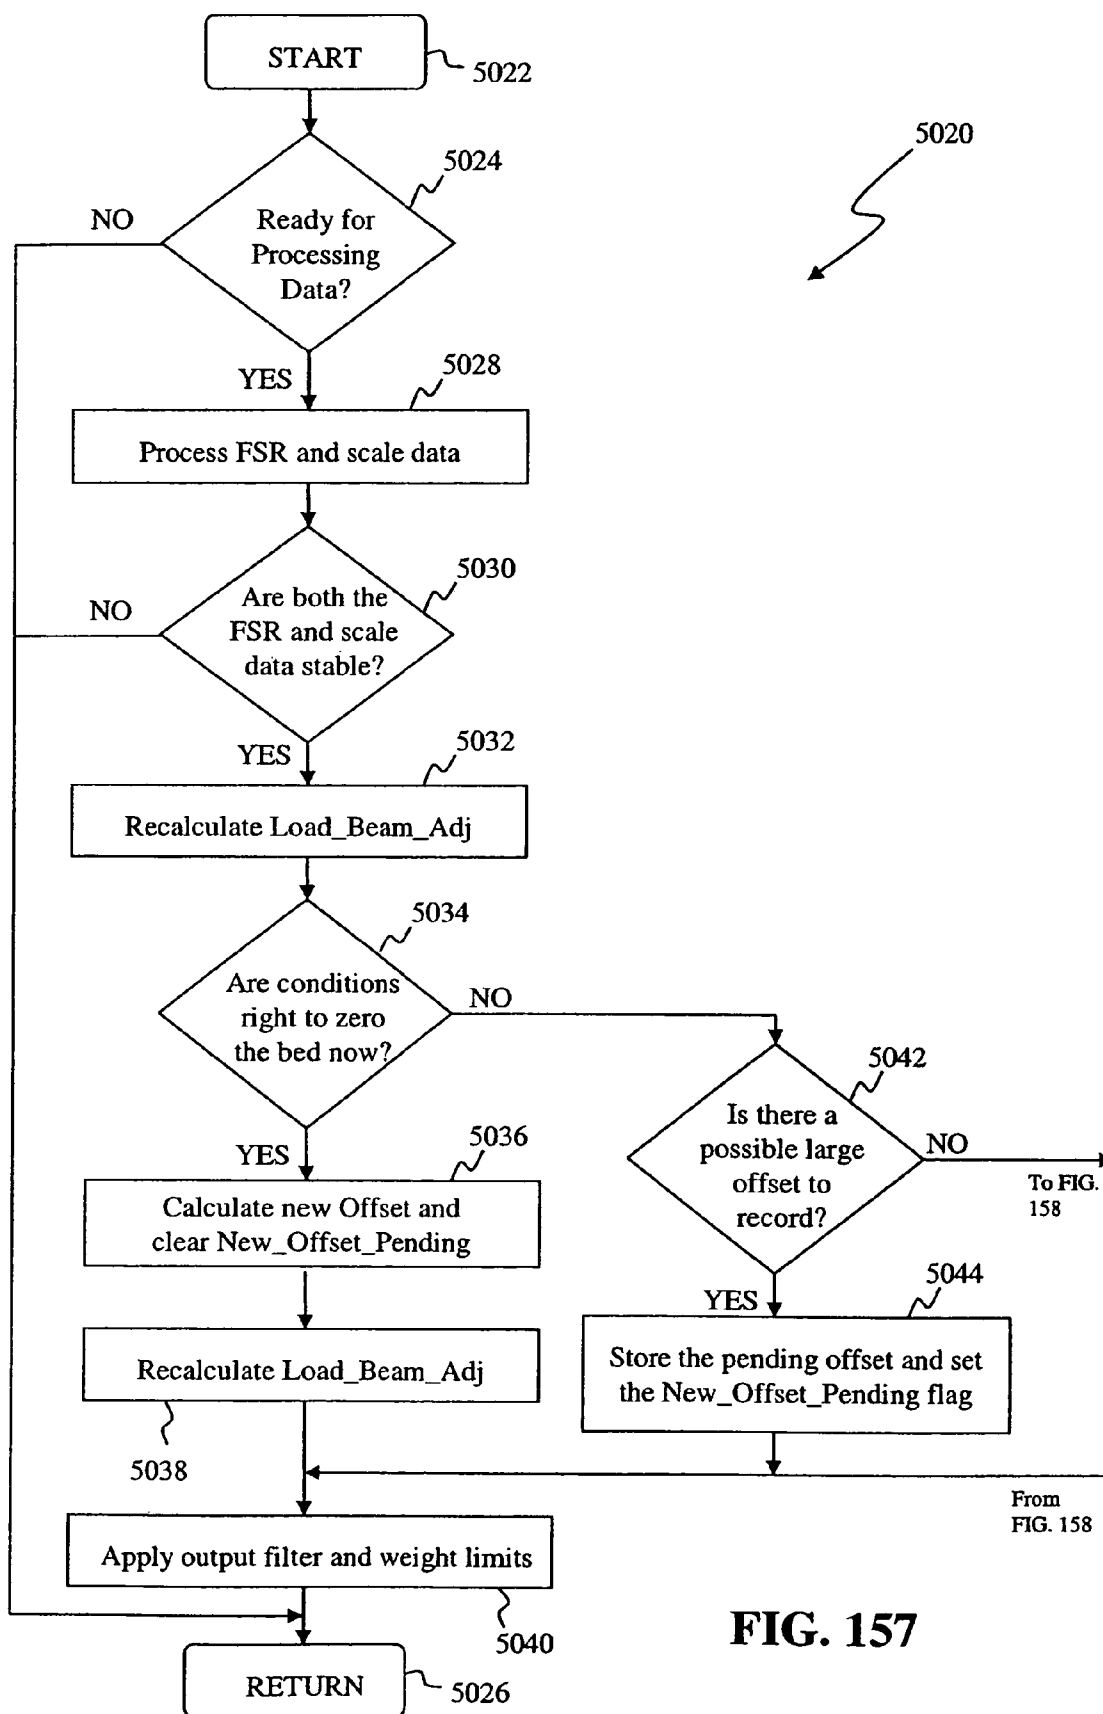 START
5022
5020
5024
NO
Ready for
Processing
Data?
YES
5028
Process FSR and scale data
5030
NO
Are both the
FSR and scale
data stable?
YES
5032
Recalculate Load_Beam_Adj
5034
Are conditions
right to zero
the bed now?
NO
5042
Is there a
possible large
offset to
record?
NO
To FIG.
158
YES
5036
Calculate new Offset and
clear New_Offset_Pending
YES
5044
Store the pending offset and set
the New_Offset_Pending flag
Recalculate Load_Beam_Adj
5038
From
FIG. 158
Apply output filter and weight limits
5040
RETURN
5026
FIG. 157